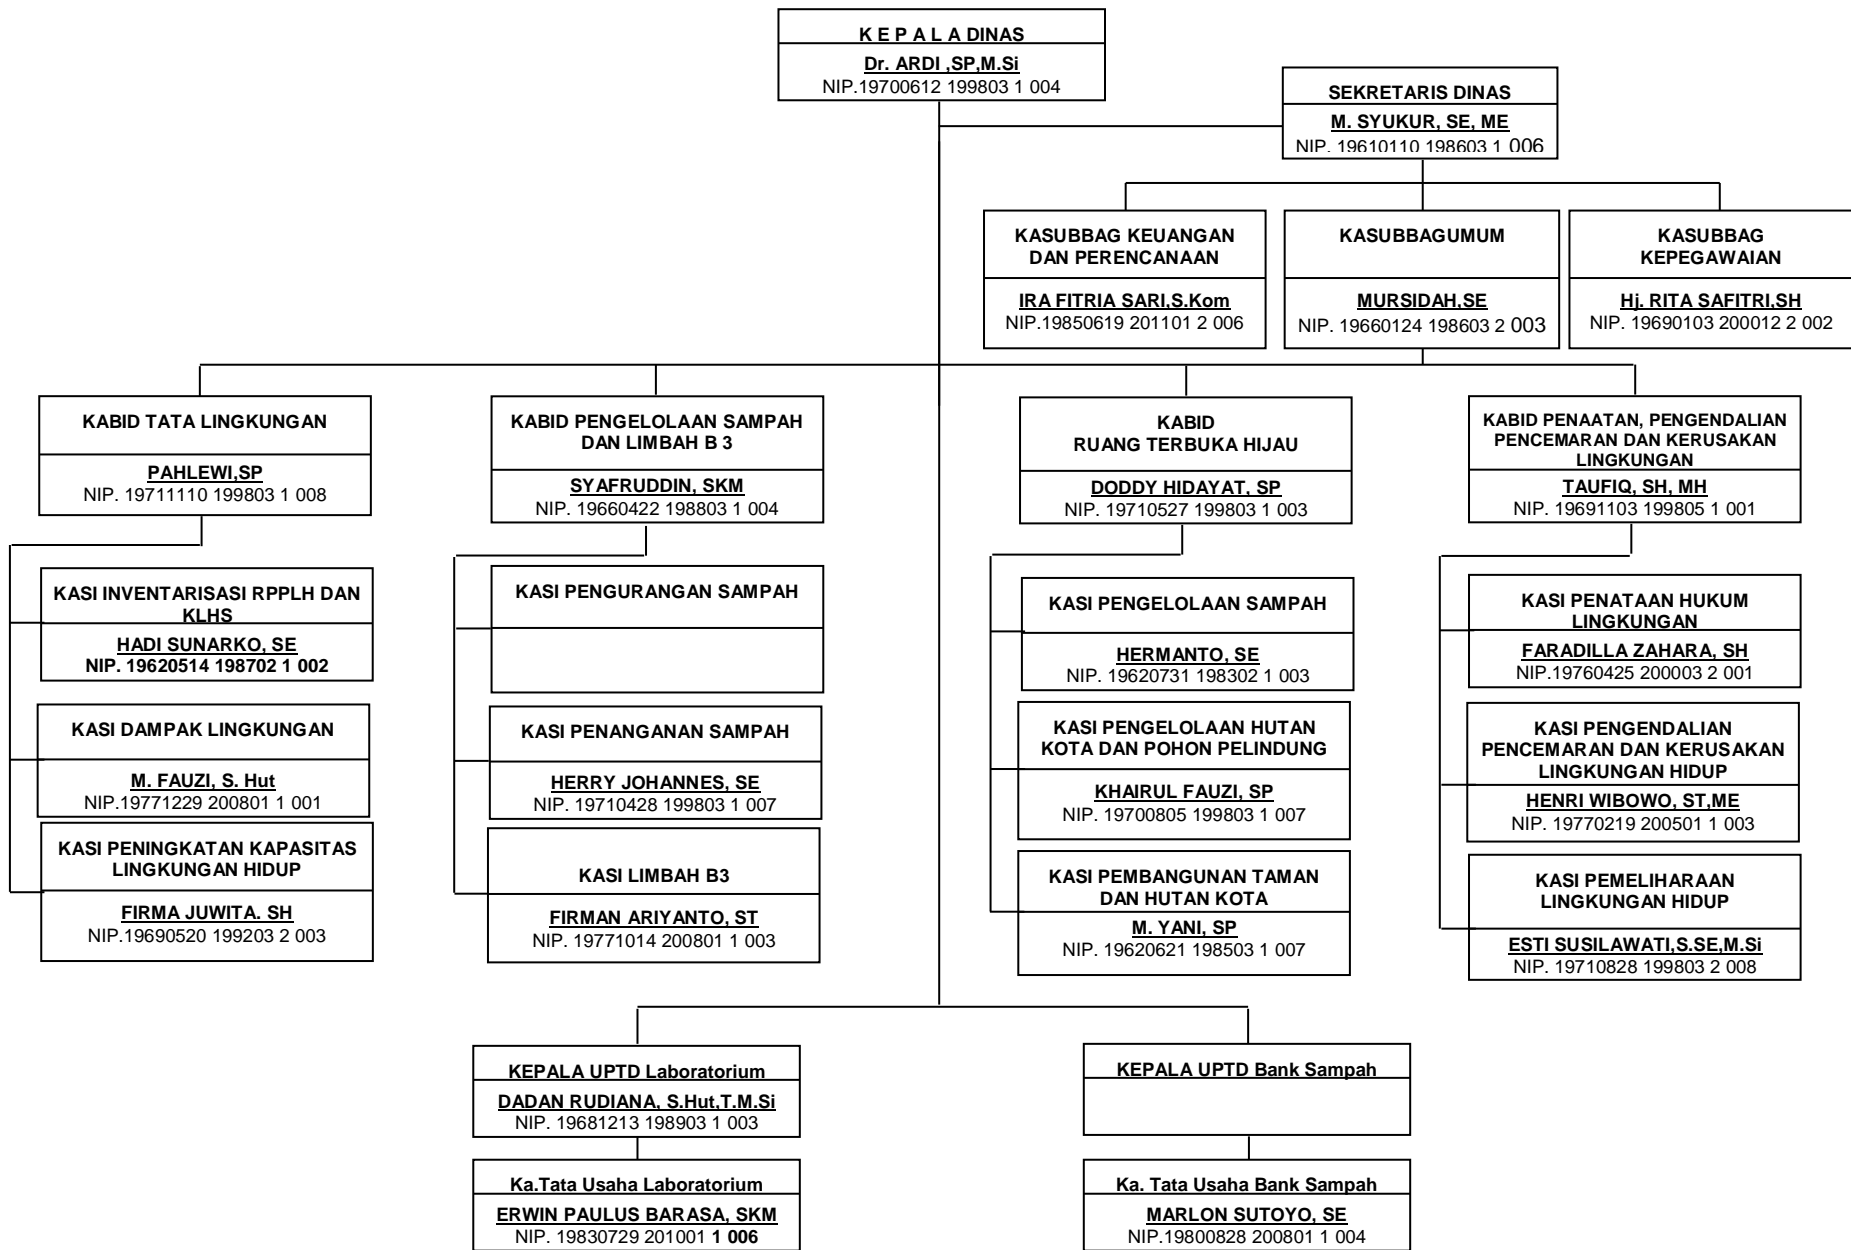 K E P A L A DINAS
Dr. ARDI ,SP,M.Si
NIP.19700612 199803 1 004
SEKRETARIS DINAS
M. SYUKUR, SE, ME
NIP. 19610110 198603 1 006
KASUBBAG KEUANGAN
DAN PERENCANAAN
IRA FITRIA SARI,S.Kom
NIP.19850619 201101 2 006
KASUBBAGUMUM
MURSIDAH,SE
NIP. 19660124 198603 2 003
KASUBBAG
KEPEGAWAIAN
Hj. RITA SAFITRI,SH
NIP. 19690103 200012 2 002
KABID TATA LINGKUNGAN
PAHLEWI,SP
NIP. 19711110 199803 1 008
KABID PENGELOLAAN SAMPAH
DAN LIMBAH B 3
SYAFRUDDIN, SKM
NIP. 19660422 198803 1 004
KABID
RUANG TERBUKA HIJAU
DODDY HIDAYAT, SP
NIP. 19710527 199803 1 003
KABID PENAATAN, PENGENDALIAN
PENCEMARAN DAN KERUSAKAN
LINGKUNGAN
TAUFIQ, SH, MH
NIP. 19691103 199805 1 001
KASI INVENTARISASI RPPLH DAN
KLHS
HADI SUNARKO, SE
NIP. 19620514 198702 1 002
KASI DAMPAK LINGKUNGAN
M. FAUZI, S. Hut
NIP.19771229 200801 1 001
KASI PENINGKATAN KAPASITAS
LINGKUNGAN HIDUP
FIRMA JUWITA. SH
NIP.19690520 199203 2 003
KASI PENGURANGAN SAMPAH
KASI PENANGANAN SAMPAH
HERRY JOHANNES, SE
NIP. 19710428 199803 1 007
KASI LIMBAH B3
FIRMAN ARIYANTO, ST
NIP. 19771014 200801 1 003
KASI PENGELOLAAN SAMPAH
HERMANTO, SE
NIP. 19620731 198302 1 003
KASI PENGELOLAAN HUTAN
KOTA DAN POHON PELINDUNG
KHAIRUL FAUZI, SP
NIP. 19700805 199803 1 007
KASI PEMBANGUNAN TAMAN
DAN HUTAN KOTA
M. YANI, SP
NIP. 19620621 198503 1 007
KASI PENATAAN HUKUM
LINGKUNGAN
FARADILLA ZAHARA, SH
NIP.19760425 200003 2 001
KASI PENGENDALIAN
PENCEMARAN DAN KERUSAKAN
LINGKUNGAN HIDUP
HENRI WIBOWO, ST,ME
NIP. 19770219 200501 1 003
KASI PEMELIHARAAN
LINGKUNGAN HIDUP
ESTI SUSILAWATI,S.SE,M.Si
NIP. 19710828 199803 2 008
KEPALA UPTD Laboratorium
DADAN RUDIANA, S.Hut,T.M.Si
NIP. 19681213 198903 1 003
Ka.Tata Usaha Laboratorium
ERWIN PAULUS BARASA, SKM
NIP. 19830729 201001 1 006
KEPALA UPTD Bank Sampah
Ka. Tata Usaha Bank Sampah
MARLON SUTOYO, SE
NIP.19800828 200801 1 004